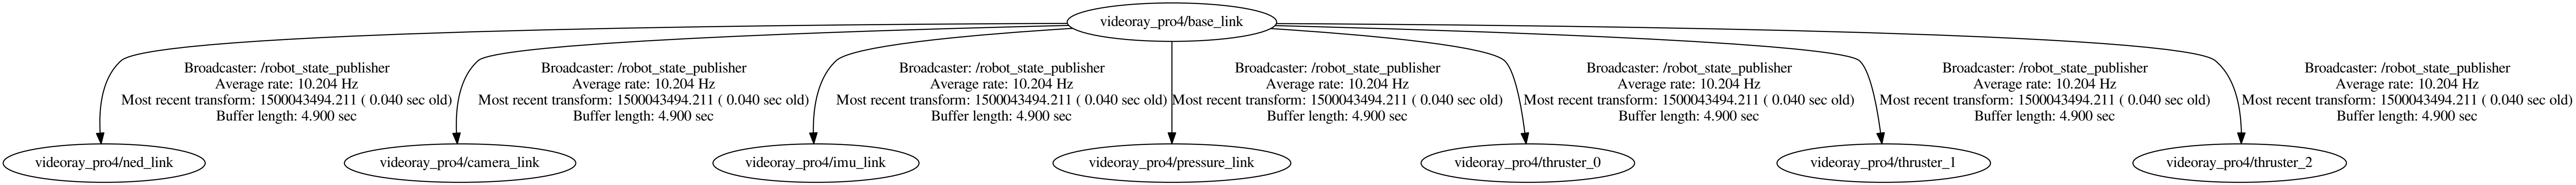 videoray_pro4/base_link
Broadcaster: /robot_state_publisher
Average rate: 10.204 Hz
Most recent transform: 1500043494.211 ( 0.040 sec old)
Buffer length: 4.900 sec
Broadcaster: /robot_state_publisher
Average rate: 10.204 Hz
Most recent transform: 1500043494.211 ( 0.040 sec old)
Buffer length: 4.900 sec
Broadcaster: /robot_state_publisher
Average rate: 10.204 Hz
Most recent transform: 1500043494.211 ( 0.040 sec old)
Buffer length: 4.900 sec
Broadcaster: /robot_state_publisher
Average rate: 10.204 Hz
Most recent transform: 1500043494.211 ( 0.040 sec old)
Buffer length: 4.900 sec
Broadcaster: /robot_state_publisher
Average rate: 10.204 Hz
Most recent transform: 1500043494.211 ( 0.040 sec old)
Buffer length: 4.900 sec
Broadcaster: /robot_state_publisher
Average rate: 10.204 Hz
Most recent transform: 1500043494.211 ( 0.040 sec old)
Buffer length: 4.900 sec
Broadcaster: /robot_state_publisher
Average rate: 10.204 Hz
Most recent transform: 1500043494.211 ( 0.040 sec old)
Buffer length: 4.900 sec
videoray_pro4/ned_link
videoray_pro4/camera_link
videoray_pro4/imu_link
videoray_pro4/pressure_link
videoray_pro4/thruster_0
videoray_pro4/thruster_1
videoray_pro4/thruster_2